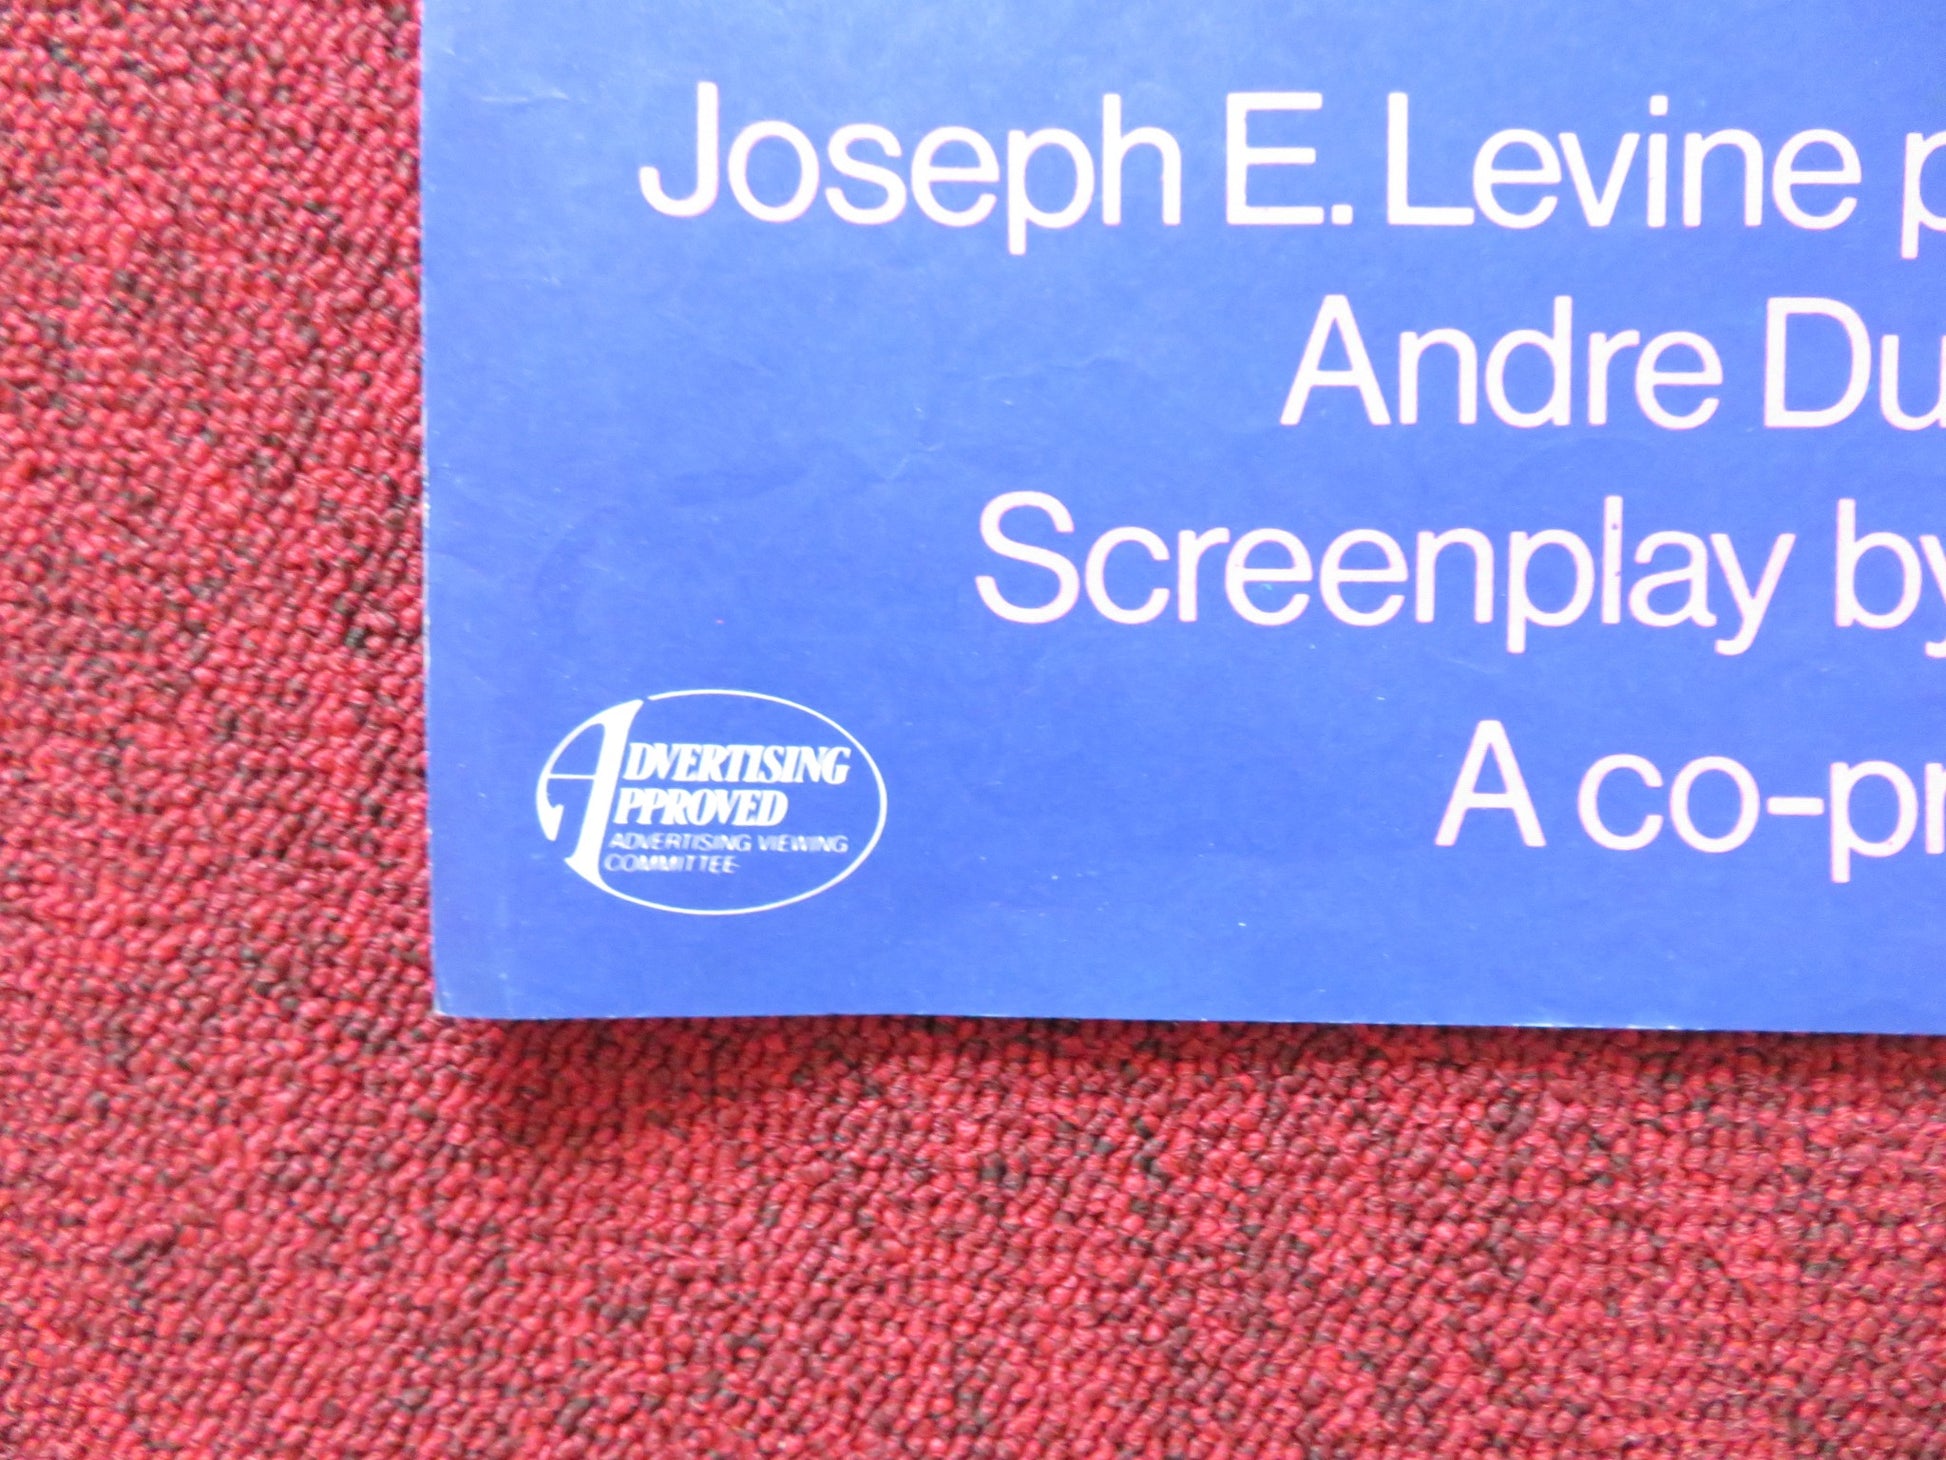 Joseph E. Levine p
Andre Du
Screenplay by
A co-pr
ADVERTISING
APPROVED
ADVERTISING VIEWING
COMMITTEE